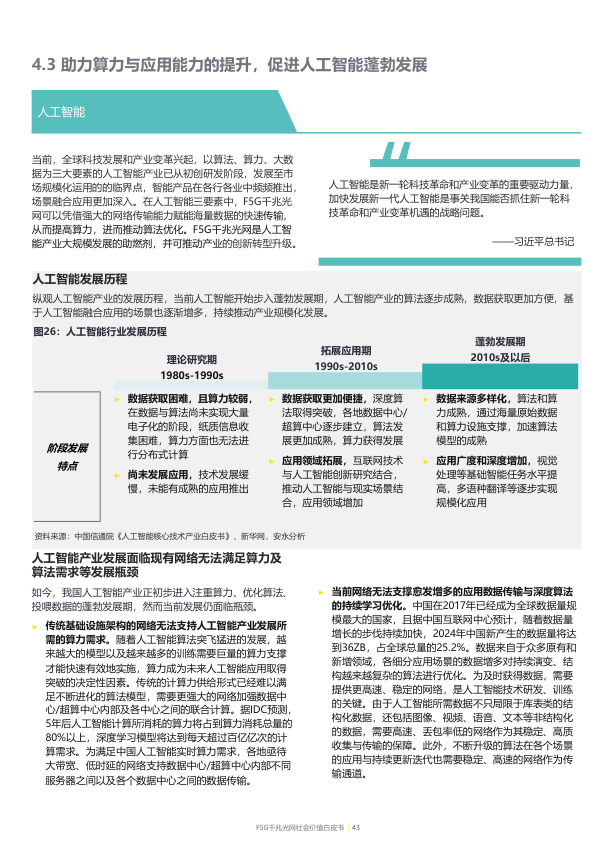 4.3 助力算力与应用能力的提升，促进人工智能蓬勃发展
人工智能
当前，全球科技发展和产业变革兴起，以算法、算力、大数
据为三大要素的人工智能产业已从初创研发阶段，发展至市
场规模化运用的的临界点，智能产品在各行各业中频频推出，
场景融合应用更加深入。在人工智能三要素中，F5G千兆光
网可以凭借强大的网络传输能力赋能海量数据的快速传输，
从而提高算力，进而推动算法优化。F5G千兆光网是人工智
能产业大规模发展的助燃剂，并可推动产业的创新转型升级。
人工智能是新一轮科技革命和产业变革的重要驱动力量，
加快发展新一代人工智能是事关我国能否抓住新一轮科
技革命和产业变革机遇的战略问题。
——习近平总书记
人工智能发展历程
纵观人工智能产业的发展历程，当前人工智能开始步入蓬勃发展期，人工智能产业的算法逐步成熟，数据获取更加方便，基
于人工智能融合应用的场景也逐渐增多，持续推动产业规模化发展。
图26：人工智能行业发展历程
理论研究期
1980s-1990s
拓展应用期
1990s-2010s
蓬勃发展期
2010s及以后
阶段发展
特点
► 数据获取困难，且算力较弱，
在数据与算法尚未实现大量
电子化的阶段，纸质信息收
集困难，算力方面也无法进
行分布式计算
► 尚未发展应用，技术发展缓
慢，未能有成熟的应用推出
► 数据获取更加便捷，深度算
法取得突破，各地数据中心/
超算中心逐步建立，算法发
展更加成熟，算力获得发展
► 应用领域拓展，互联网技术
与人工智能创新研究结合，
推动人工智能与现实场景结
合，应用领域增加
► 数据来源多样化，算法和算
力成熟，通过海量原始数据
和算力设施支撑，加速算法
模型的成熟
► 应用广度和深度增加，视觉
处理等基础智能任务水平提
高，多语种翻译等逐步实现
规模化应用
资料来源：中国信通院《人工智能核心技术产业白皮书》，新华网，安永分析
人工智能产业发展面临现有网络无法满足算力及
算法需求等发展瓶颈
如今，我国人工智能产业正初步进入注重算力、优化算法、
投喂数据的蓬勃发展期，然而当前发展仍面临瓶颈。
► 传统基础设施架构的网络无法支持人工智能产业发展所
需的算力需求。随着人工智能算法突飞猛进的发展，越
来越大的模型以及越来越多的训练需要巨量的算力支撑
才能快速有效地实施，算力成为未来人工智能应用取得
突破的决定性因素。传统的计算力供给形式已经难以满
足不断进化的算法模型，需要更强大的网络加强数据中
心/超算中心内部及各中心之间的联合计算。据IDC预测，
5年后人工智能计算所消耗的算力将占到算力消耗总量的
80%以上，深度学习模型将达到每天超过百亿亿次的计
算需求。为满足中国人工智能实时算力需求，各地亟待
大带宽、低时延的网络支持数据中心/超算中心内部不同
服务器之间以及各个数据中心之间的数据传输。
► 当前网络无法支撑愈发增多的应用数据传输与深度算法
的持续学习优化。中国在2017年已经成为全球数据量规
模最大的国家，且据中国互联网中心预计，随着数据量
增长的步伐持续加快，2024年中国新产生的数据量将达
到36ZB，占全球总量的25.2%。数据来自于众多原有和
新增领域，各细分应用场景的数据增多对持续演变、结
构越来越复杂的算法进行优化。为及时获得数据，需要
提供更高速、稳定的网络，是人工智能技术研发、训练
的关键。由于人工智能所需数据不只局限于库表类的结
构化数据，还包括图像、视频、语音、文本等非结构化
的数据，需要高速、丢包率低的网络作为其稳定、高质
收集与传输的保障。此外，不断升级的算法在各个场景
的应用与持续更新迭代也需要稳定、高速的网络作为传
输通道。
F5G千兆光网社会价值白皮书 | 43